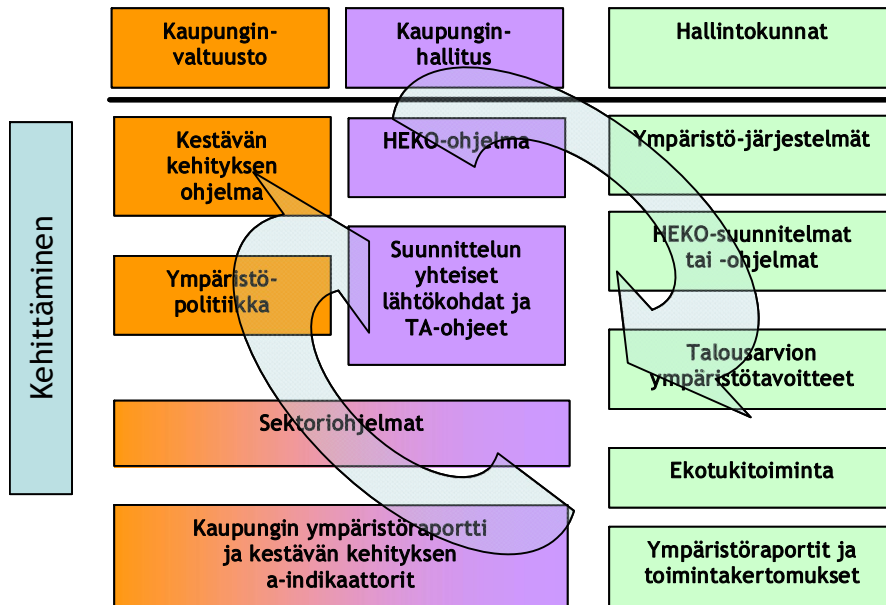 Kaupungin-
valtuusto
Kaupungin-
hallitus
Hallintokunnat
Kehittäminen
Kestävän
kehityksen
ohjelma
HEKO-ohjelma
Ympäristö-järjestelmät
Ympäristö-
politiikka
Suunnittelun
yhteiset
lähtökohdat ja
TA-ohjeet
HEKO-suunnitelmat
tai -ohjelmat
Talousarvion
ympäristötavoitteet
Sektoriohjelmat
Ekotukitoiminta
Kaupungin ympäristöraportti
ja kestävän kehityksen
a-indikaattorit
Ympäristöraportit ja
toimintakertomukset